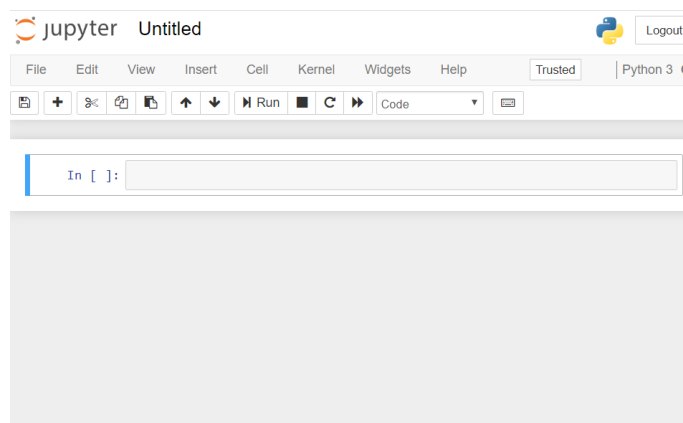 jupyter Untitled Logout
File Edit View Insert Cell Kernel Widgets Help Trusted Python 3
Run Code
In [ ]: